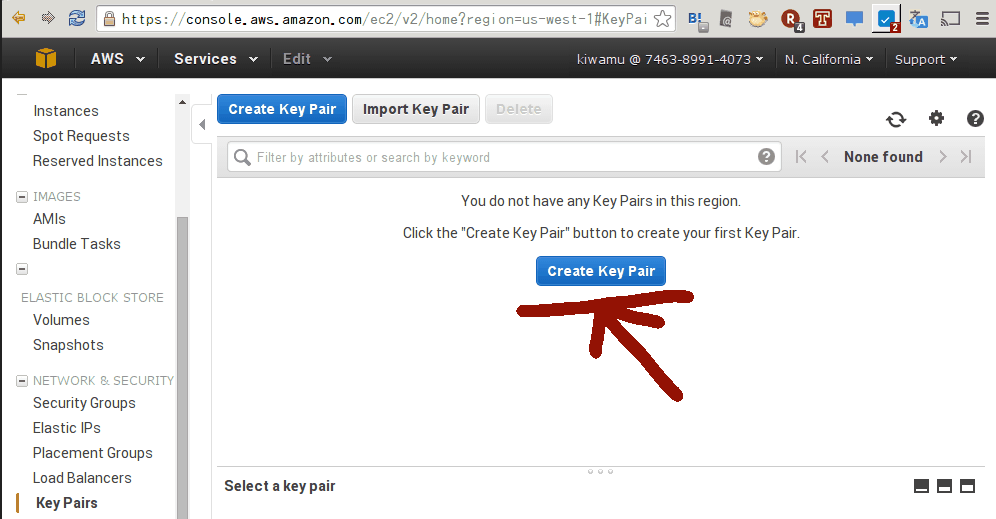 https://console.aws.amazon.com/ec2/v2/home?region=us-west-1#KeyPai
B!
R 4
T
2
AWS Services Edit kiwamu @ 7463-8991-4073 N. California Support
Instances
Spot Requests
Reserved Instances
IMAGES
AMIs
Bundle Tasks
ELASTIC BLOCK STORE
Volumes
Snapshots
NETWORK & SECURITY
Security Groups
Elastic IPs
Placement Groups
Load Balancers
Key Pairs
Create Key Pair Import Key Pair Delete
Filter by attributes or search by keyword
None found
You do not have any Key Pairs in this region.
Click the "Create Key Pair" button to create your first Key Pair.
Create Key Pair
Select a key pair